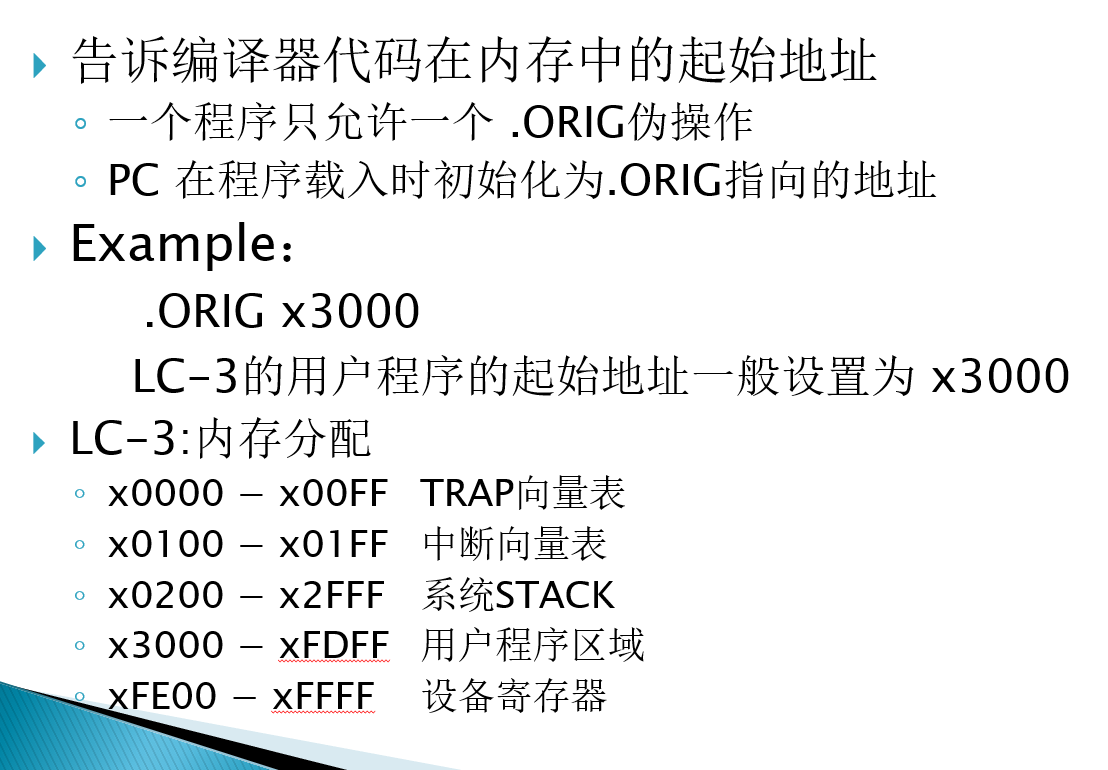 告诉编译器代码在内存中的起始地址
一个程序只允许一个 .ORIG伪操作
PC 在程序载入时初始化为.ORIG指向的地址
Example：
.ORIG x3000
LC-3的用户程序的起始地址一般设置为 x3000
LC-3:内存分配
x0000 – x00FF TRAP向量表
x0100 – x01FF 中断向量表
x0200 – x2FFF 系统STACK
x3000 – xFDFF 用户程序区域
xFE00 – xFFFF 设备寄存器